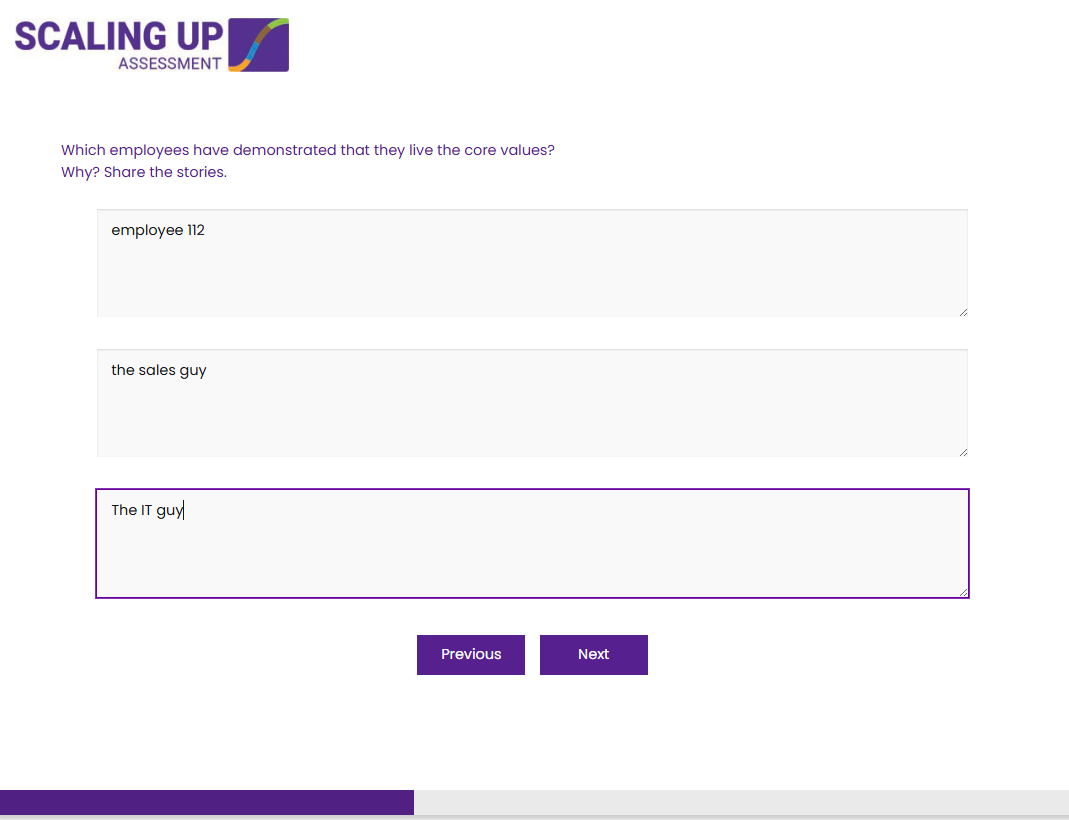 SCALING UP
ASSESSMENT
Which employees have demonstrated that they live the core values?
Why? Share the stories.
employee 112
the sales guy
The IT guy
Previous Next